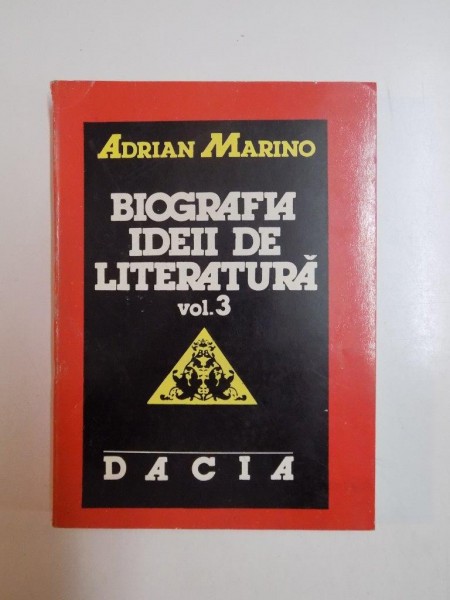 ADRIAN MARINO
BIOGRAFIA
IDEII DE
LITERATURĂ
vol.3
DACIA